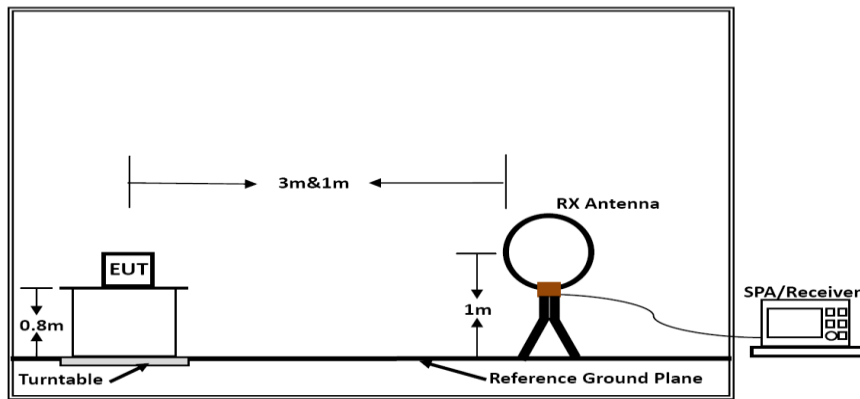 3m&1m
RX Antenna
EUT
SPA/Receiver
0.8m
1m
Turntable
Reference Ground Plane